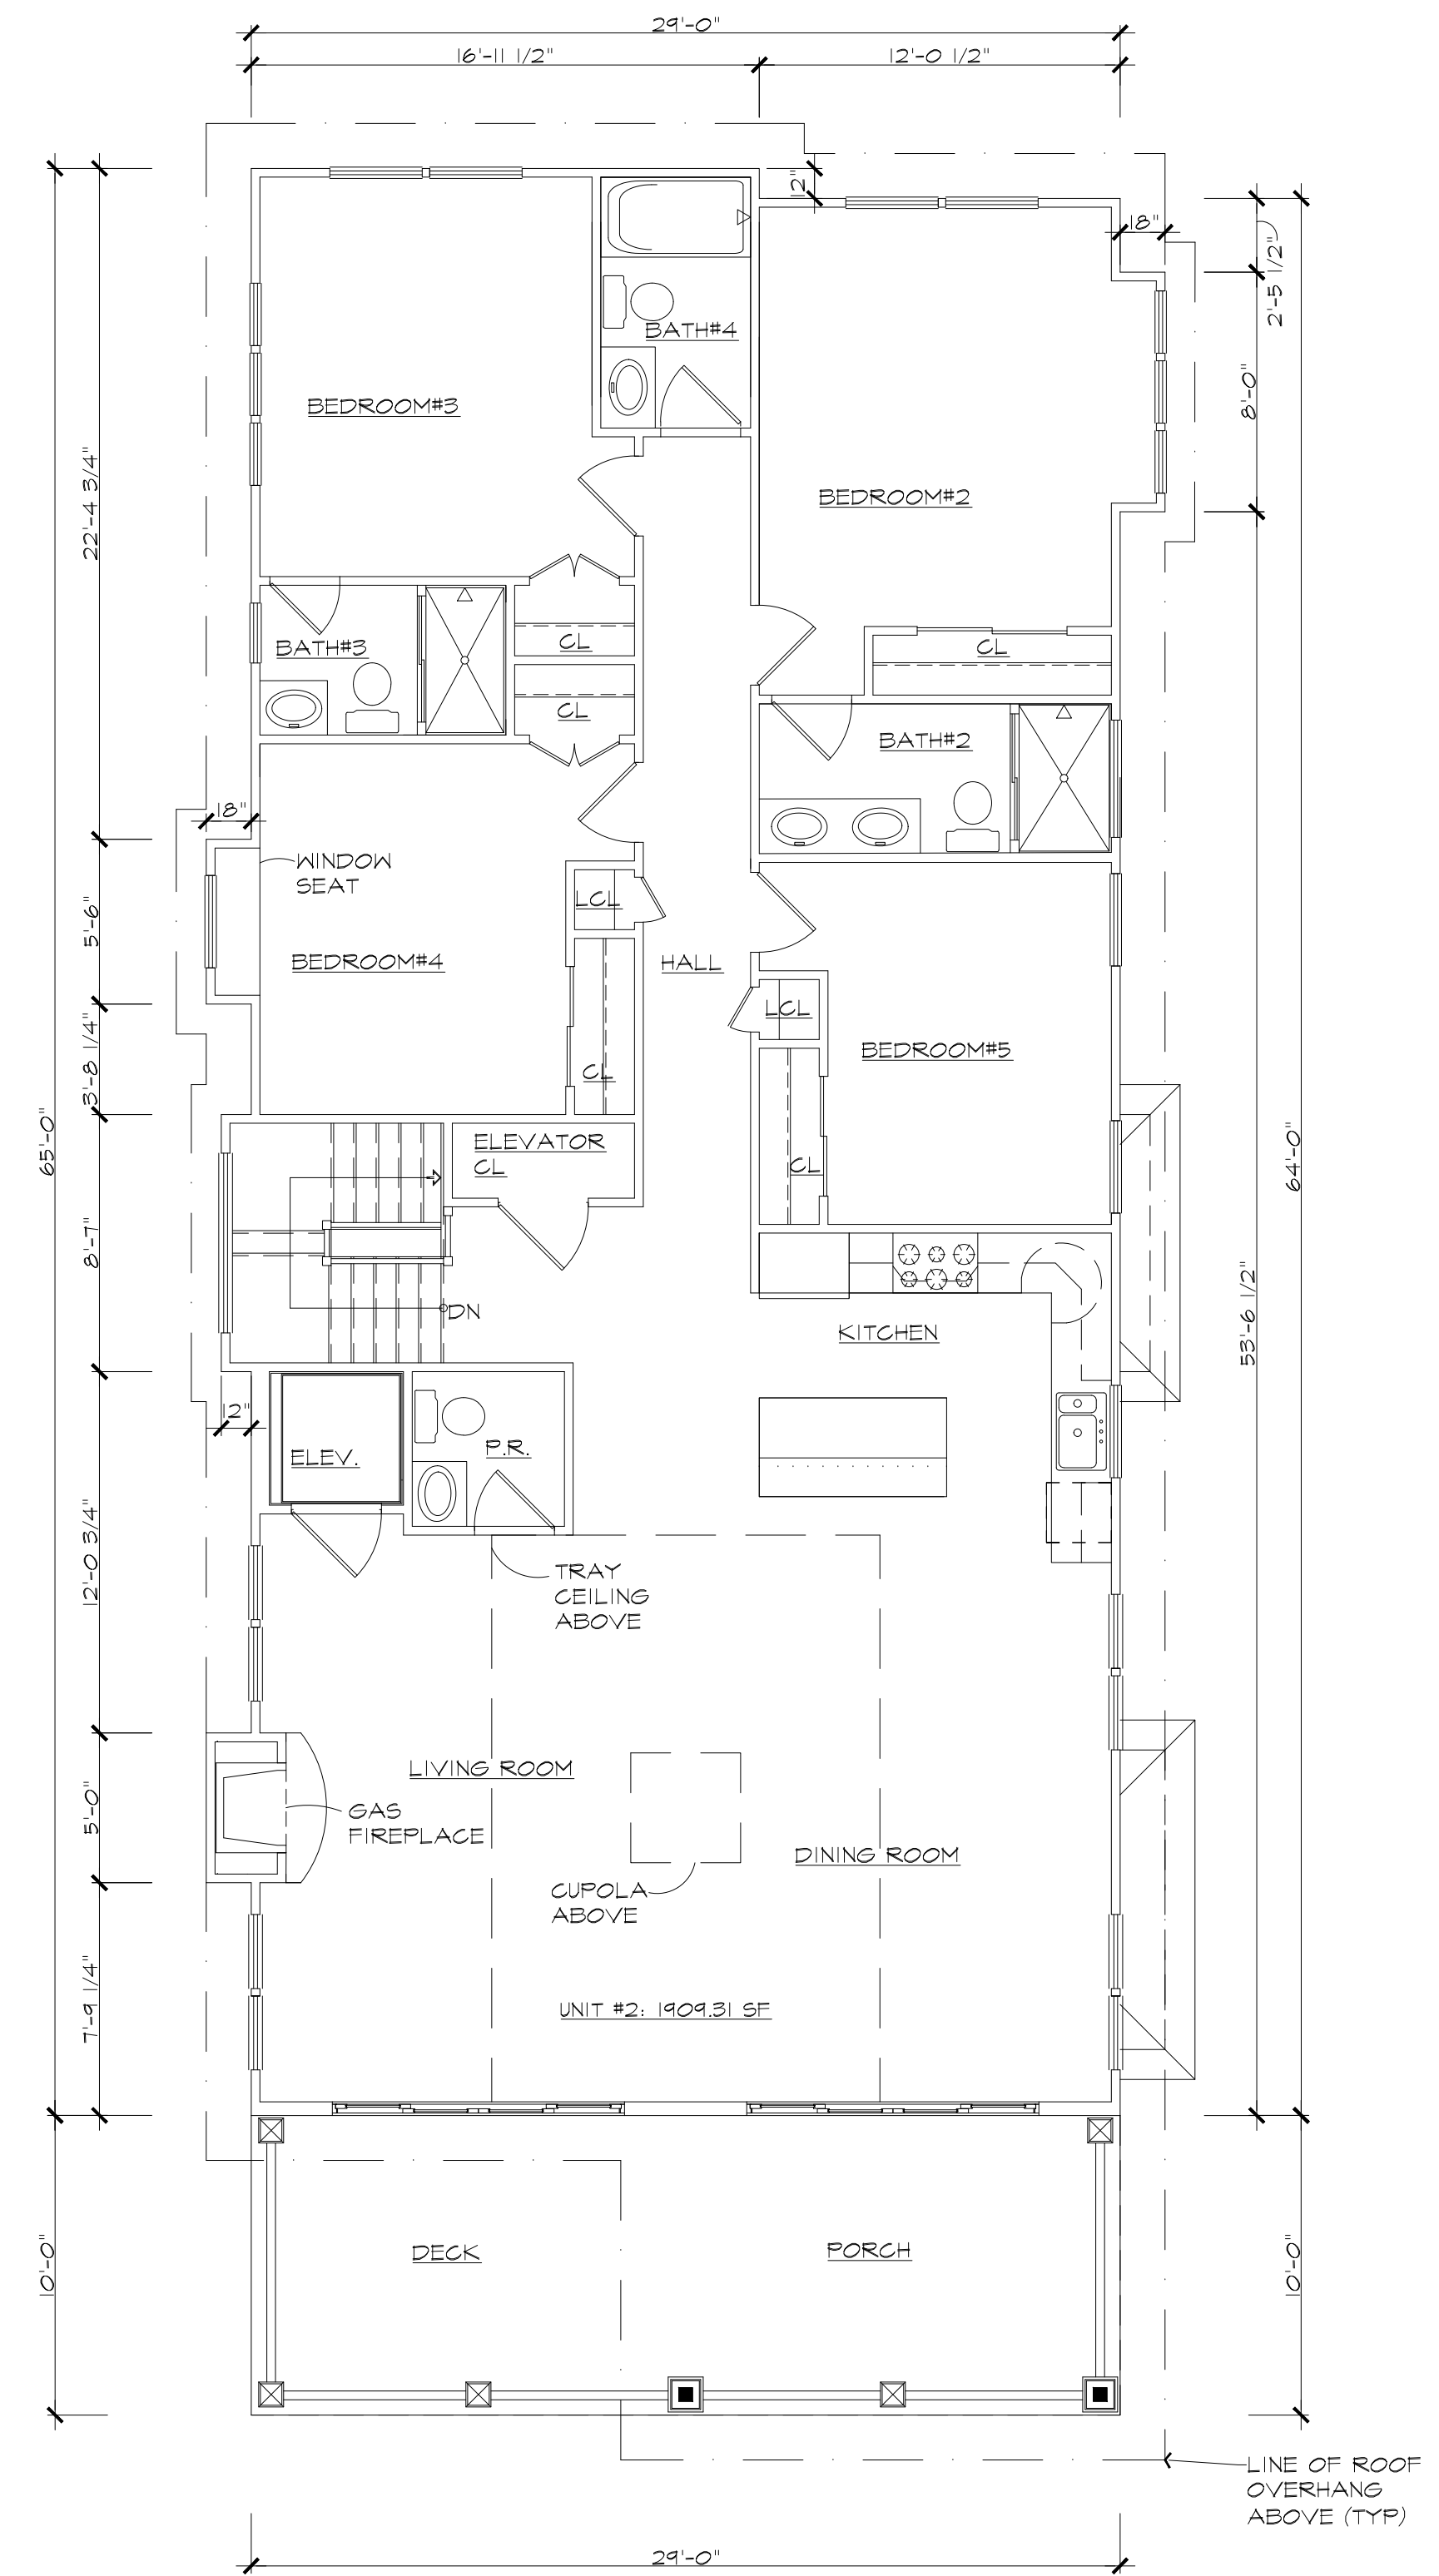 29'-0"
16'-11 1/2"
12'-0 1/2"
12"
18"
2'-5 1/2"
BATH#4
8'-0"
BEDROOM#3
22'-4 3/4"
BEDROOM#2
BATH#3
CL
CL
CL
BATH#2
18"
WINDOW
SEAT
LCL
5'-6"
BEDROOM#4
HALL
LCL
BEDROOM#5
3'-8 1/4"
CL
65'-0"
ELEVATOR
CL
CL
64'-0"
8'-7"
DN
53'-6 1/2"
KITCHEN
12"
P.R.
ELEV.
12'-0 3/4"
TRAY
CEILING
ABOVE
LIVING ROOM
5'-0"
GAS
FIREPLACE
DINING ROOM
CUPOLA
ABOVE
7'-9 1/4"
UNIT #2: 1909.31 SF
10'-0"
DECK
PORCH
10'-0"
LINE OF ROOF
OVERHANG
ABOVE (TYP)
29'-0"